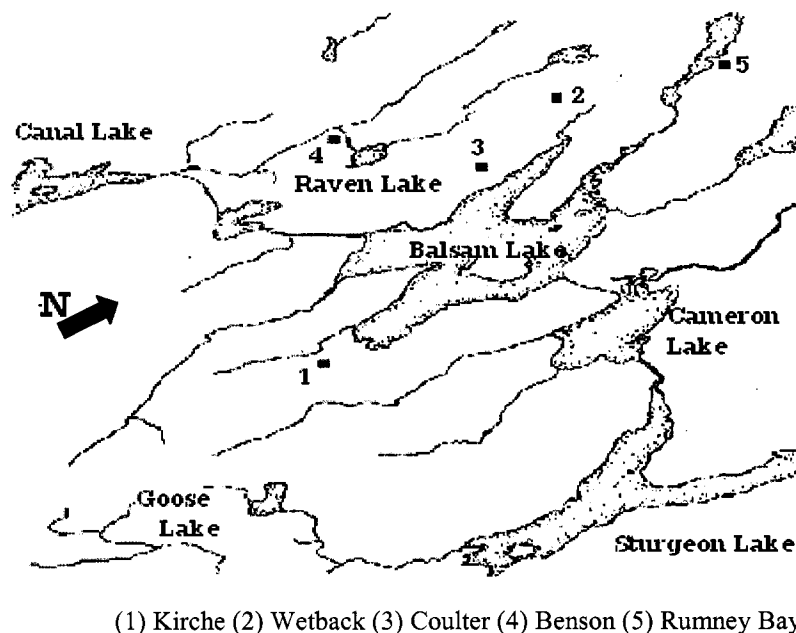 5
2
Canal Lake
4
3
Raven Lake
Balsam Lake
N
Cameron
Lake
1
Goose
Lake
Sturgeon Lake
(1) Kirche (2) Wetback (3) Coulter (4) Benson (5) Rumney Bay